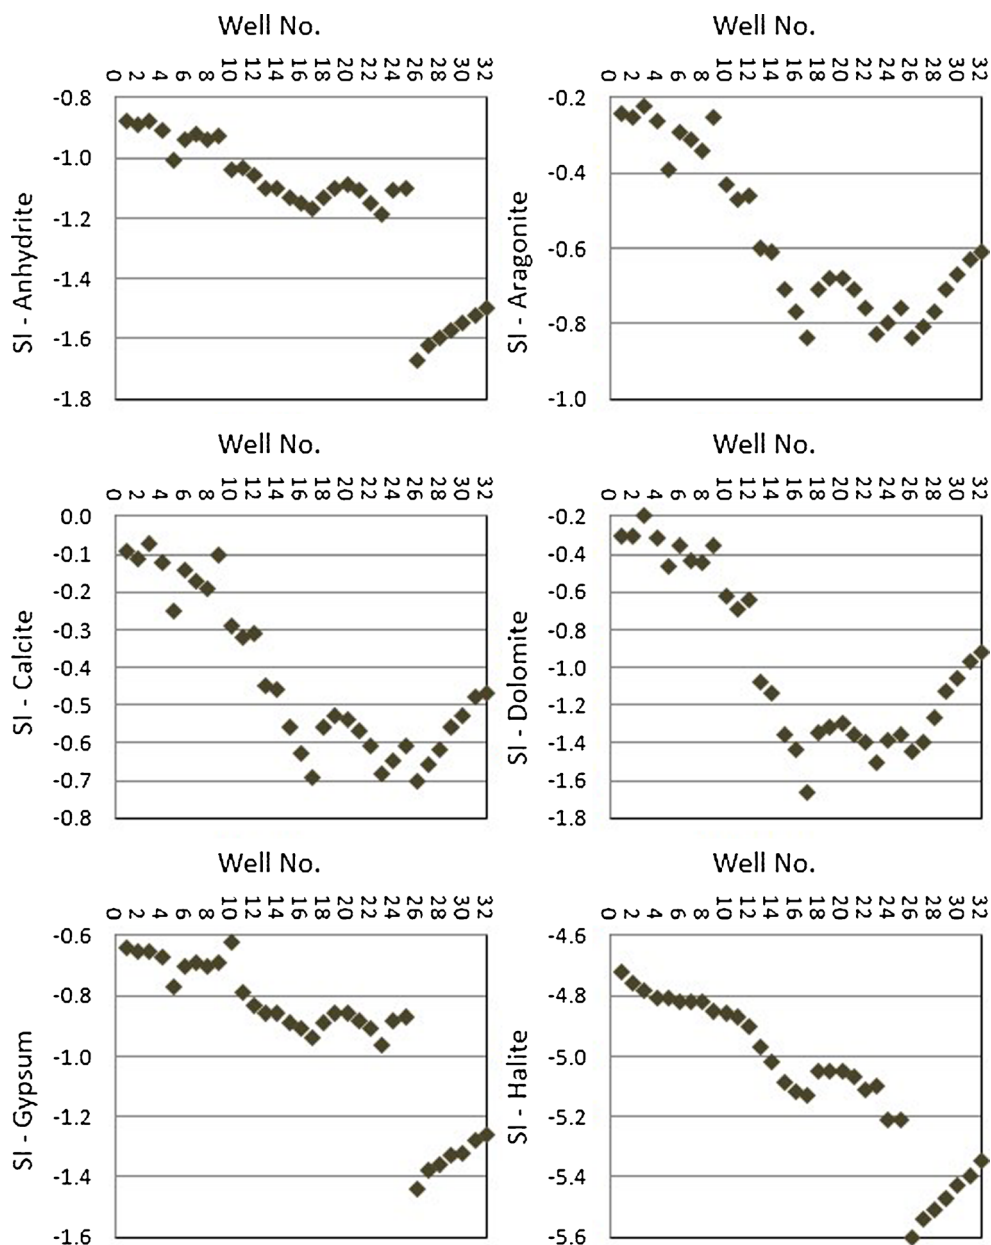 Well No.
0 2 4 6 8 10 12 14 16 18 20 22 24 26 28 30 32
-0.8
-1.0
-1.2
-1.4
-1.6
-1.8
SI - Anhydrite
Well No.
0 2 4 6 8 10 12 14 16 18 20 22 24 26 28 30 32
-0.2
-0.4
-0.6
-0.8
-1.0
SI - Aragonite
Well No.
0 2 4 6 8 10 12 14 16 18 20 22 24 26 28 30 32
0.0
-0.1
-0.2
-0.3
-0.4
-0.5
-0.6
-0.7
-0.8
SI - Calcite
Well No.
0 2 4 6 8 10 12 14 16 18 20 22 24 26 28 30 32
-0.2
-0.4
-0.6
-0.8
-1.0
-1.2
-1.4
-1.6
-1.8
SI - Dolomite
Well No.
0 2 4 6 8 10 12 14 16 18 20 22 24 26 28 30 32
-0.6
-0.8
-1.0
-1.2
-1.4
-1.6
SI - Gypsum
Well No.
0 2 4 6 8 10 12 14 16 18 20 22 24 26 28 30 32
-4.6
-4.8
-5.0
-5.2
-5.4
-5.6
SI - Halite